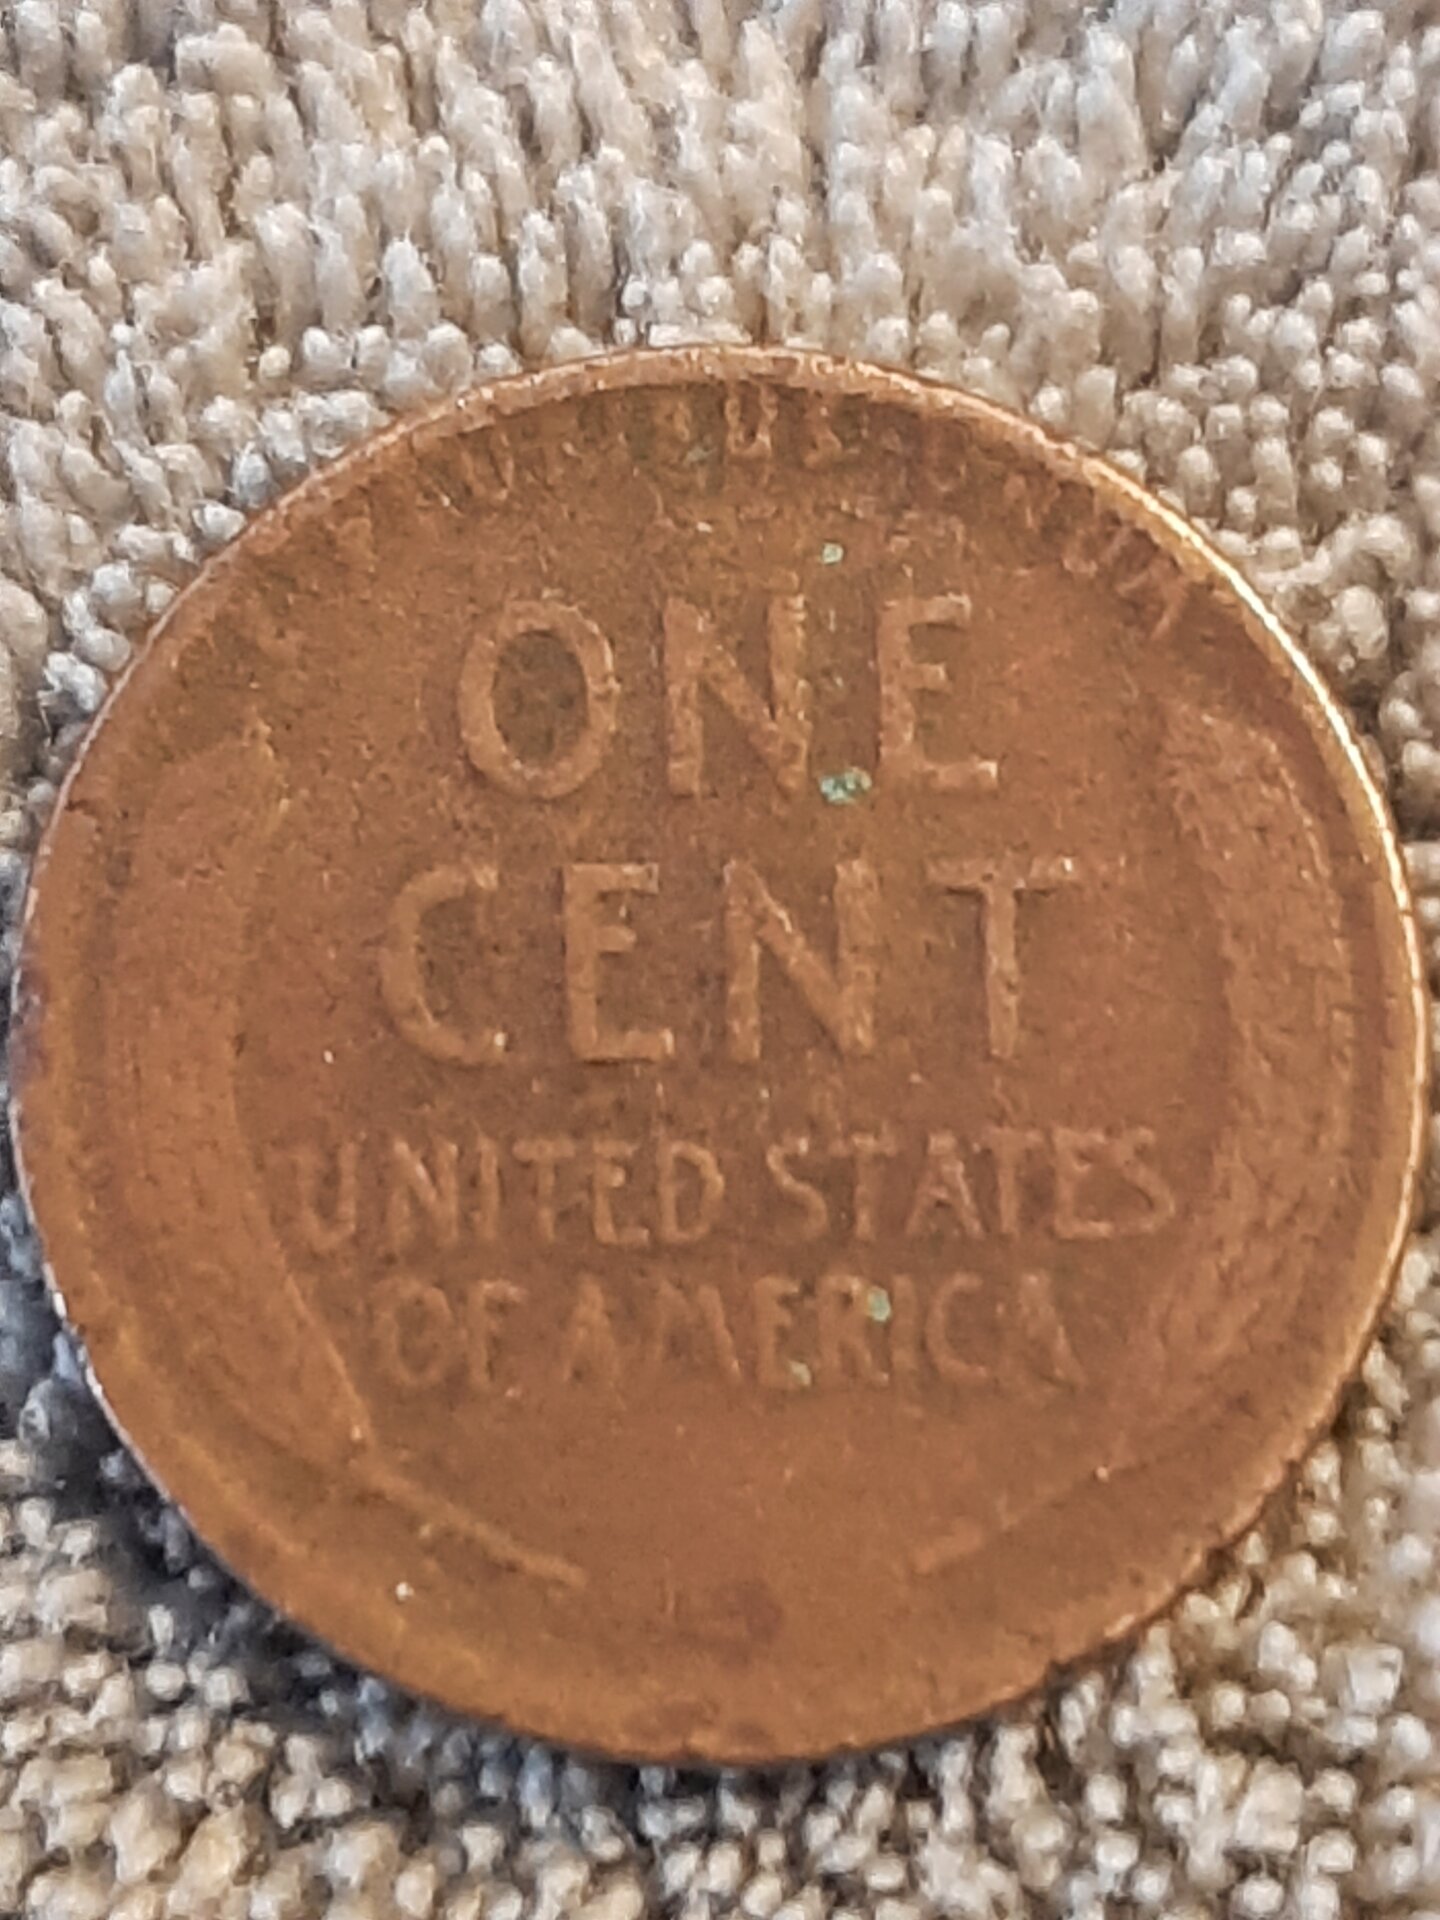 ONE
CENT
UNITED STATES
OF AMERICA